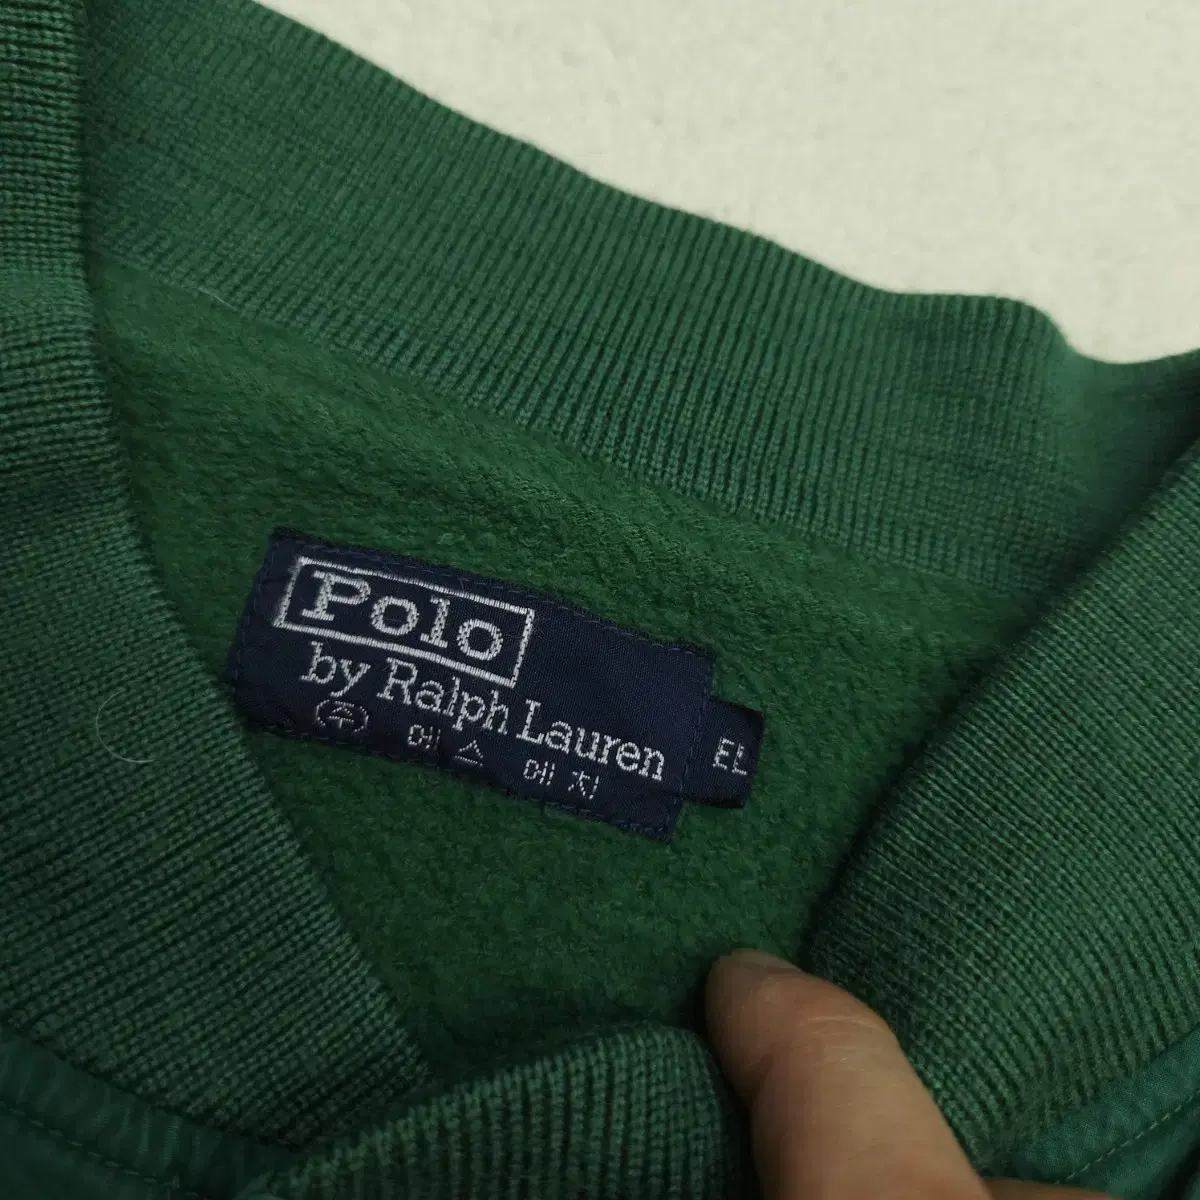 Polo
by Ralph Lauren
㈜ 에스에지
EL